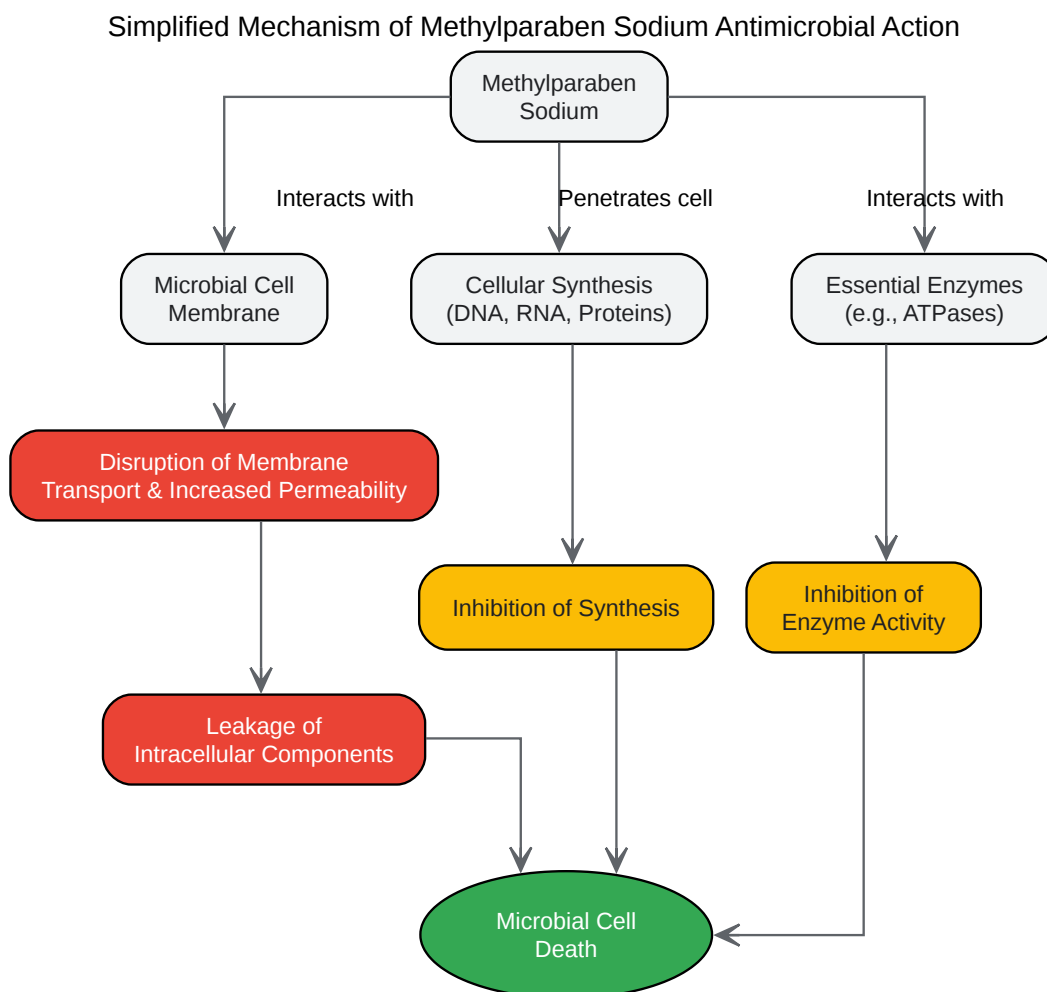 Simplified Mechanism of Methylparaben Sodium Antimicrobial Action
Methylparaben
Sodium
Interacts with
Penetrates cell
Interacts with
Microbial Cell
Membrane
Cellular Synthesis
(DNA, RNA, Proteins)
Essential Enzymes
(e.g., ATPases)
Disruption of Membrane
Transport & Increased Permeability
Inhibition of Synthesis
Inhibition of
Enzyme Activity
Leakage of
Intracellular Components
Microbial Cell
Death